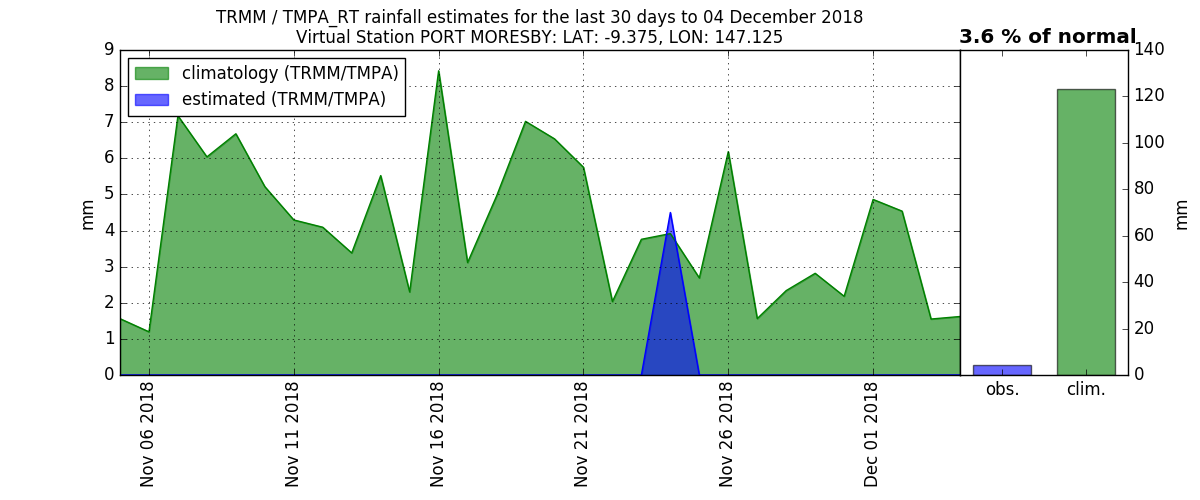 TRMM / TMPA_RT rainfall estimates for the last 30 days to 04 December 2018
Virtual Station PORT MORESBY: LAT: -9.375, LON: 147.125
3.6 % of normal
climatology (TRMM/TMPA)
estimated (TRMM/TMPA)
9
8
7
6
5
4
3
2
1
0
mm
Nov 06 2018
Nov 11 2018
Nov 16 2018
Nov 21 2018
Nov 26 2018
Dec 01 2018
obs.
clim.
140
120
100
80
60
40
20
0
mm